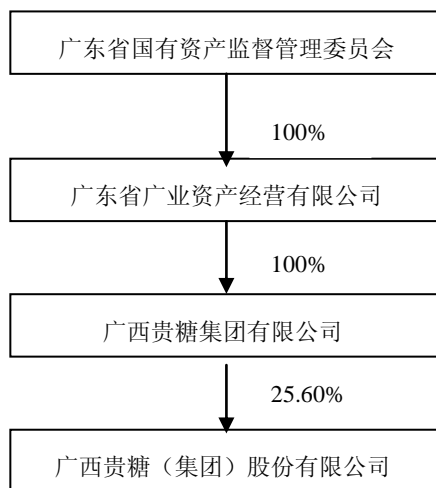 广东省国有资产监督管理委员会
100%
广东省广业资产经营有限公司
100%
广西贵糖集团有限公司
25.60%
广西贵糖（集团）股份有限公司